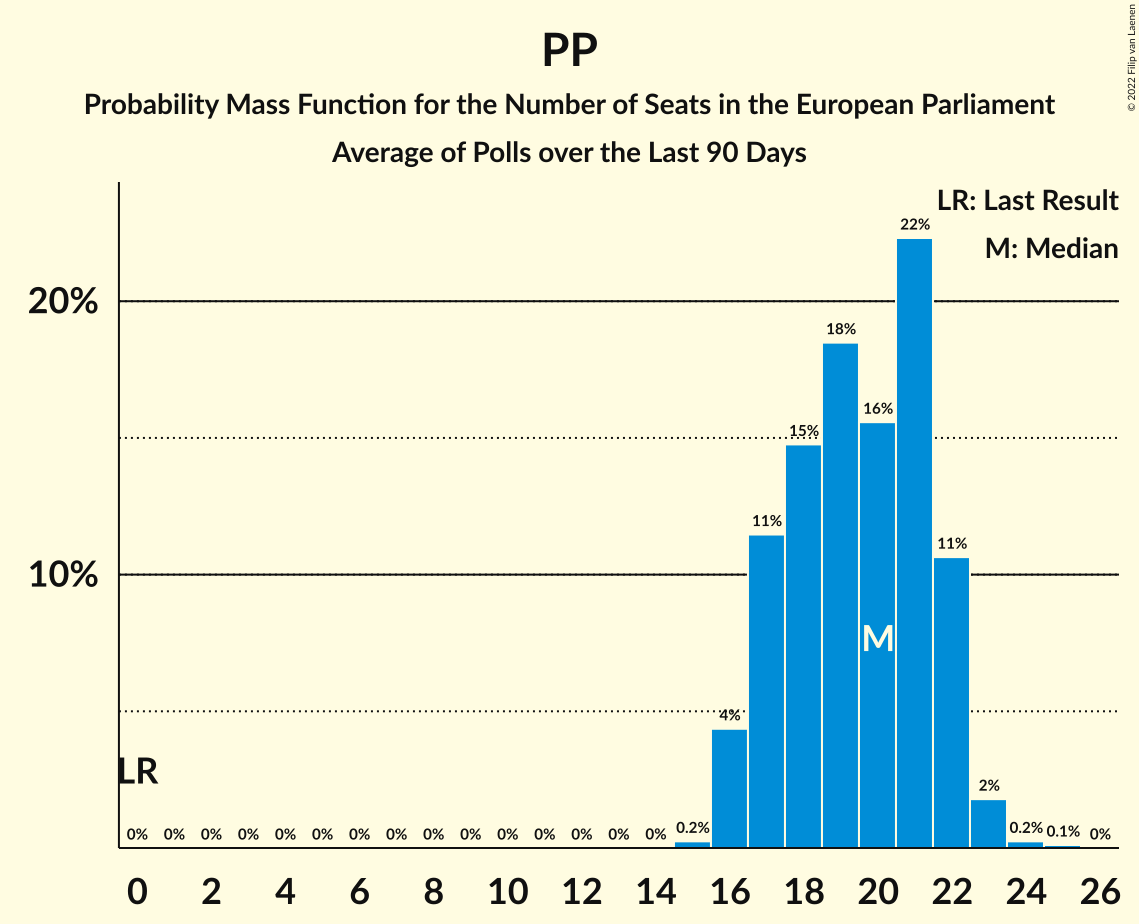 PP
Probability Mass Function for the Number of Seats in the European Parliament
Average of Polls over the Last 90 Days
© 2022 Filip van Laenen
LR: Last Result
M: Median
20%
10%
22%
18%
16%
15%
11%
11%
4%
M
LR
2%
0% 0% 0% 0% 0% 0% 0% 0% 0% 0% 0% 0% 0% 0% 0% 0.2% 0.2% 0.1% 0%
0 2 4 6 8 10 12 14 16 18 20 22 24 26